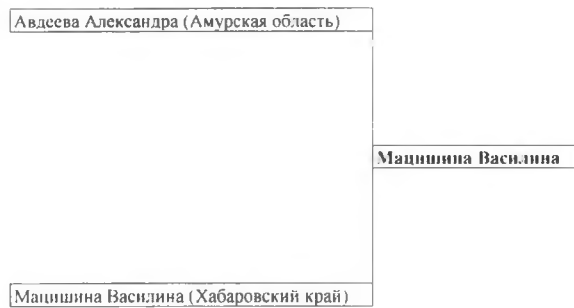 Авдеева Александра (Амурская область)
Мацишина Василина
Мацишина Василина (Хабаровский край)